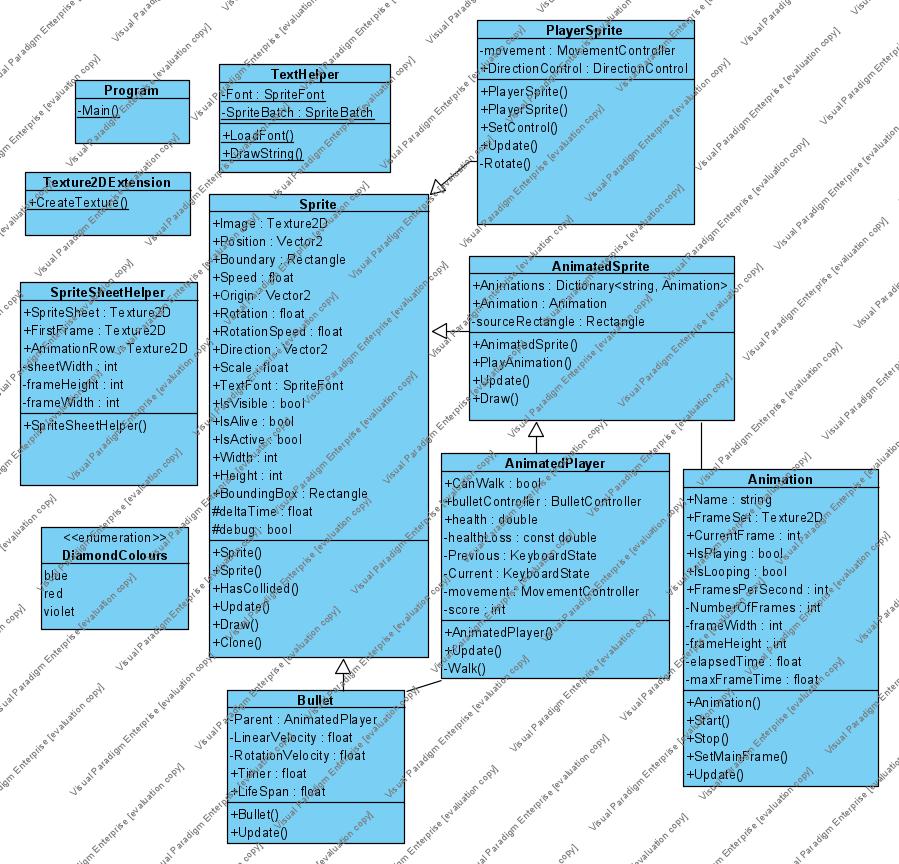 PlayerSprite
-movement : MovementController
+DirectionControl : DirectionControl
+PlayerSprite()
+PlayerSprite()
+SetControl()
+Update()
-Rotate()
TextHelper
-Font : SpriteFont
-SpriteBatch : SpriteBatch
+LoadFont()
+DrawString()
Program
-Main()
Texture2DExtension
+CreateTexture()
Sprite
+Image : Texture2D
+Position : Vector2
+Boundary : Rectangle
+Speed : float
+Origin : Vector2
+Rotation : float
+RotationSpeed : float
+Direction : Vector2
+Scale : float
+TextFont : SpriteFont
+IsVisible : bool
+IsAlive : bool
+IsActive : bool
+Width : int
+Height : int
+BoundingBox : Rectangle
#deltaTime : float
#debug : bool
+Sprite()
+Sprite()
+HasCollided()
+Update()
+Draw()
+Clone()
AnimatedSprite
+Animations : Dictionary<string, Animation>
+Animation : Animation
-sourceRectangle : Rectangle
+AnimatedSprite()
+PlayAnimation()
+Update()
+Draw()
SpriteSheetHelper
+SpriteSheet : Texture2D
+FirstFrame : Texture2D
+AnimationRow : Texture2D
-sheetWidth : int
-frameHeight : int
-frameWidth : int
+SpriteSheetHelper()
AnimatedPlayer
+CanWalk : bool
+bulletController : BulletController
+health : double
-healthLoss : const double
-Previous : KeyboardState
-Current : KeyboardState
-movement : MovementController
-score : int
+AnimatedPlayer()
+Update()
-Walk()
Animation
+Name : string
+FrameSet : Texture2D
+CurrentFrame : int
+IsPlaying : bool
+IsLooping : bool
+FramesPerSecond : int
-NumberOfFrames : int
-frameWidth : int
-frameHeight : int
-elapsedTime : float
-maxFrameTime : float
+Animation()
+Start()
+Stop()
+SetMainFrame()
+Update()
<<enumeration>>
DiamondColours
blue
red
violet
Bullet
-Parent : AnimatedPlayer
-LinearVelocity : float
-RotationVelocity : float
+Timer : float
+LifeSpan : float
+Bullet()
+Update()
Visual Paradigm Enterprise [evaluation copy]